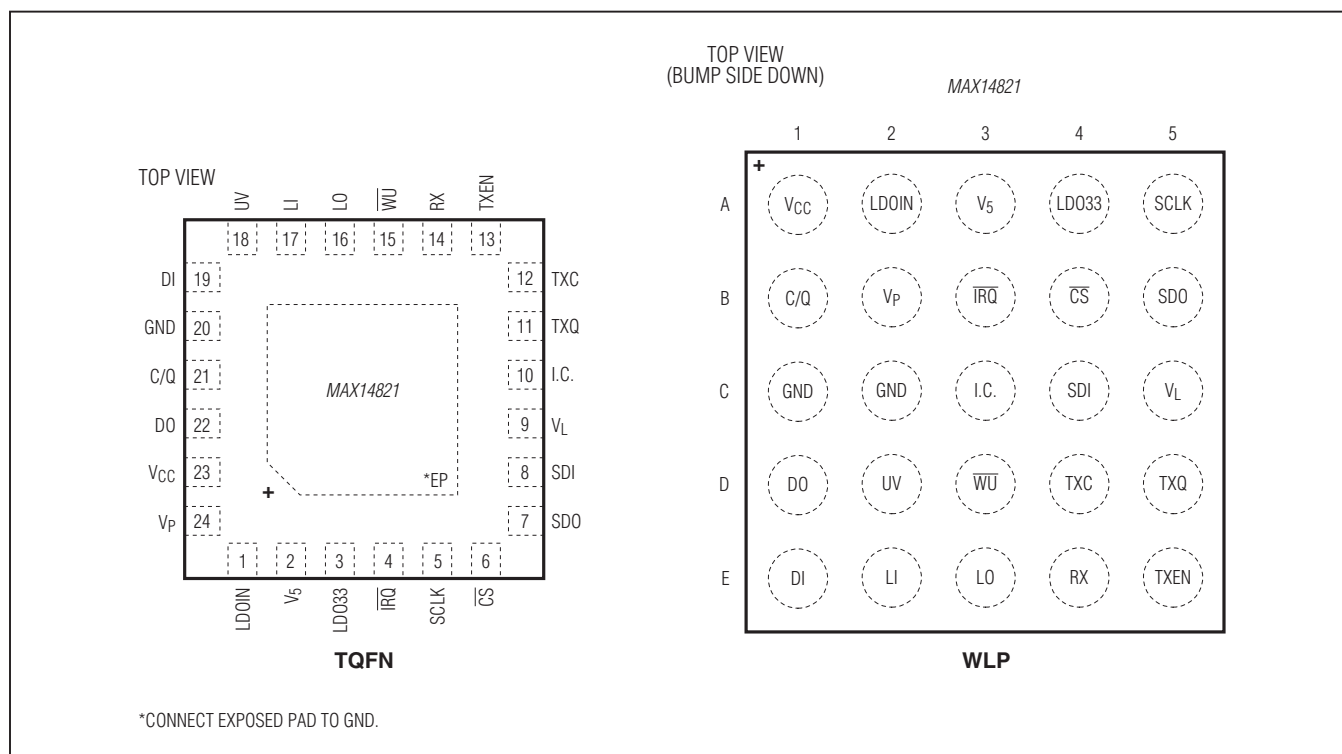 TOP VIEW
UV LI LO WU RX TXEN
18 17 16 15 14 13
DI 19
GND 20
C/Q 21
DO 22
VCC 23
VP 24
12 TXC
11 TXQ
10 I.C.
9 VL
8 SDI
7 SDO
MAX14821
*EP
+
1 2 3 4 5 6
LDOIN V5 LDO33 IRQ SCLK CS
TQFN
*CONNECT EXPOSED PAD TO GND.
TOP VIEW
(BUMP SIDE DOWN)
MAX14821
1 2 3 4 5
+
A VCC LDOIN V5 LDO33 SCLK
B C/Q VP IRQ CS SDO
C GND GND I.C. SDI VL
D DO UV WU TXC TXQ
E DI LI LO RX TXEN
WLP